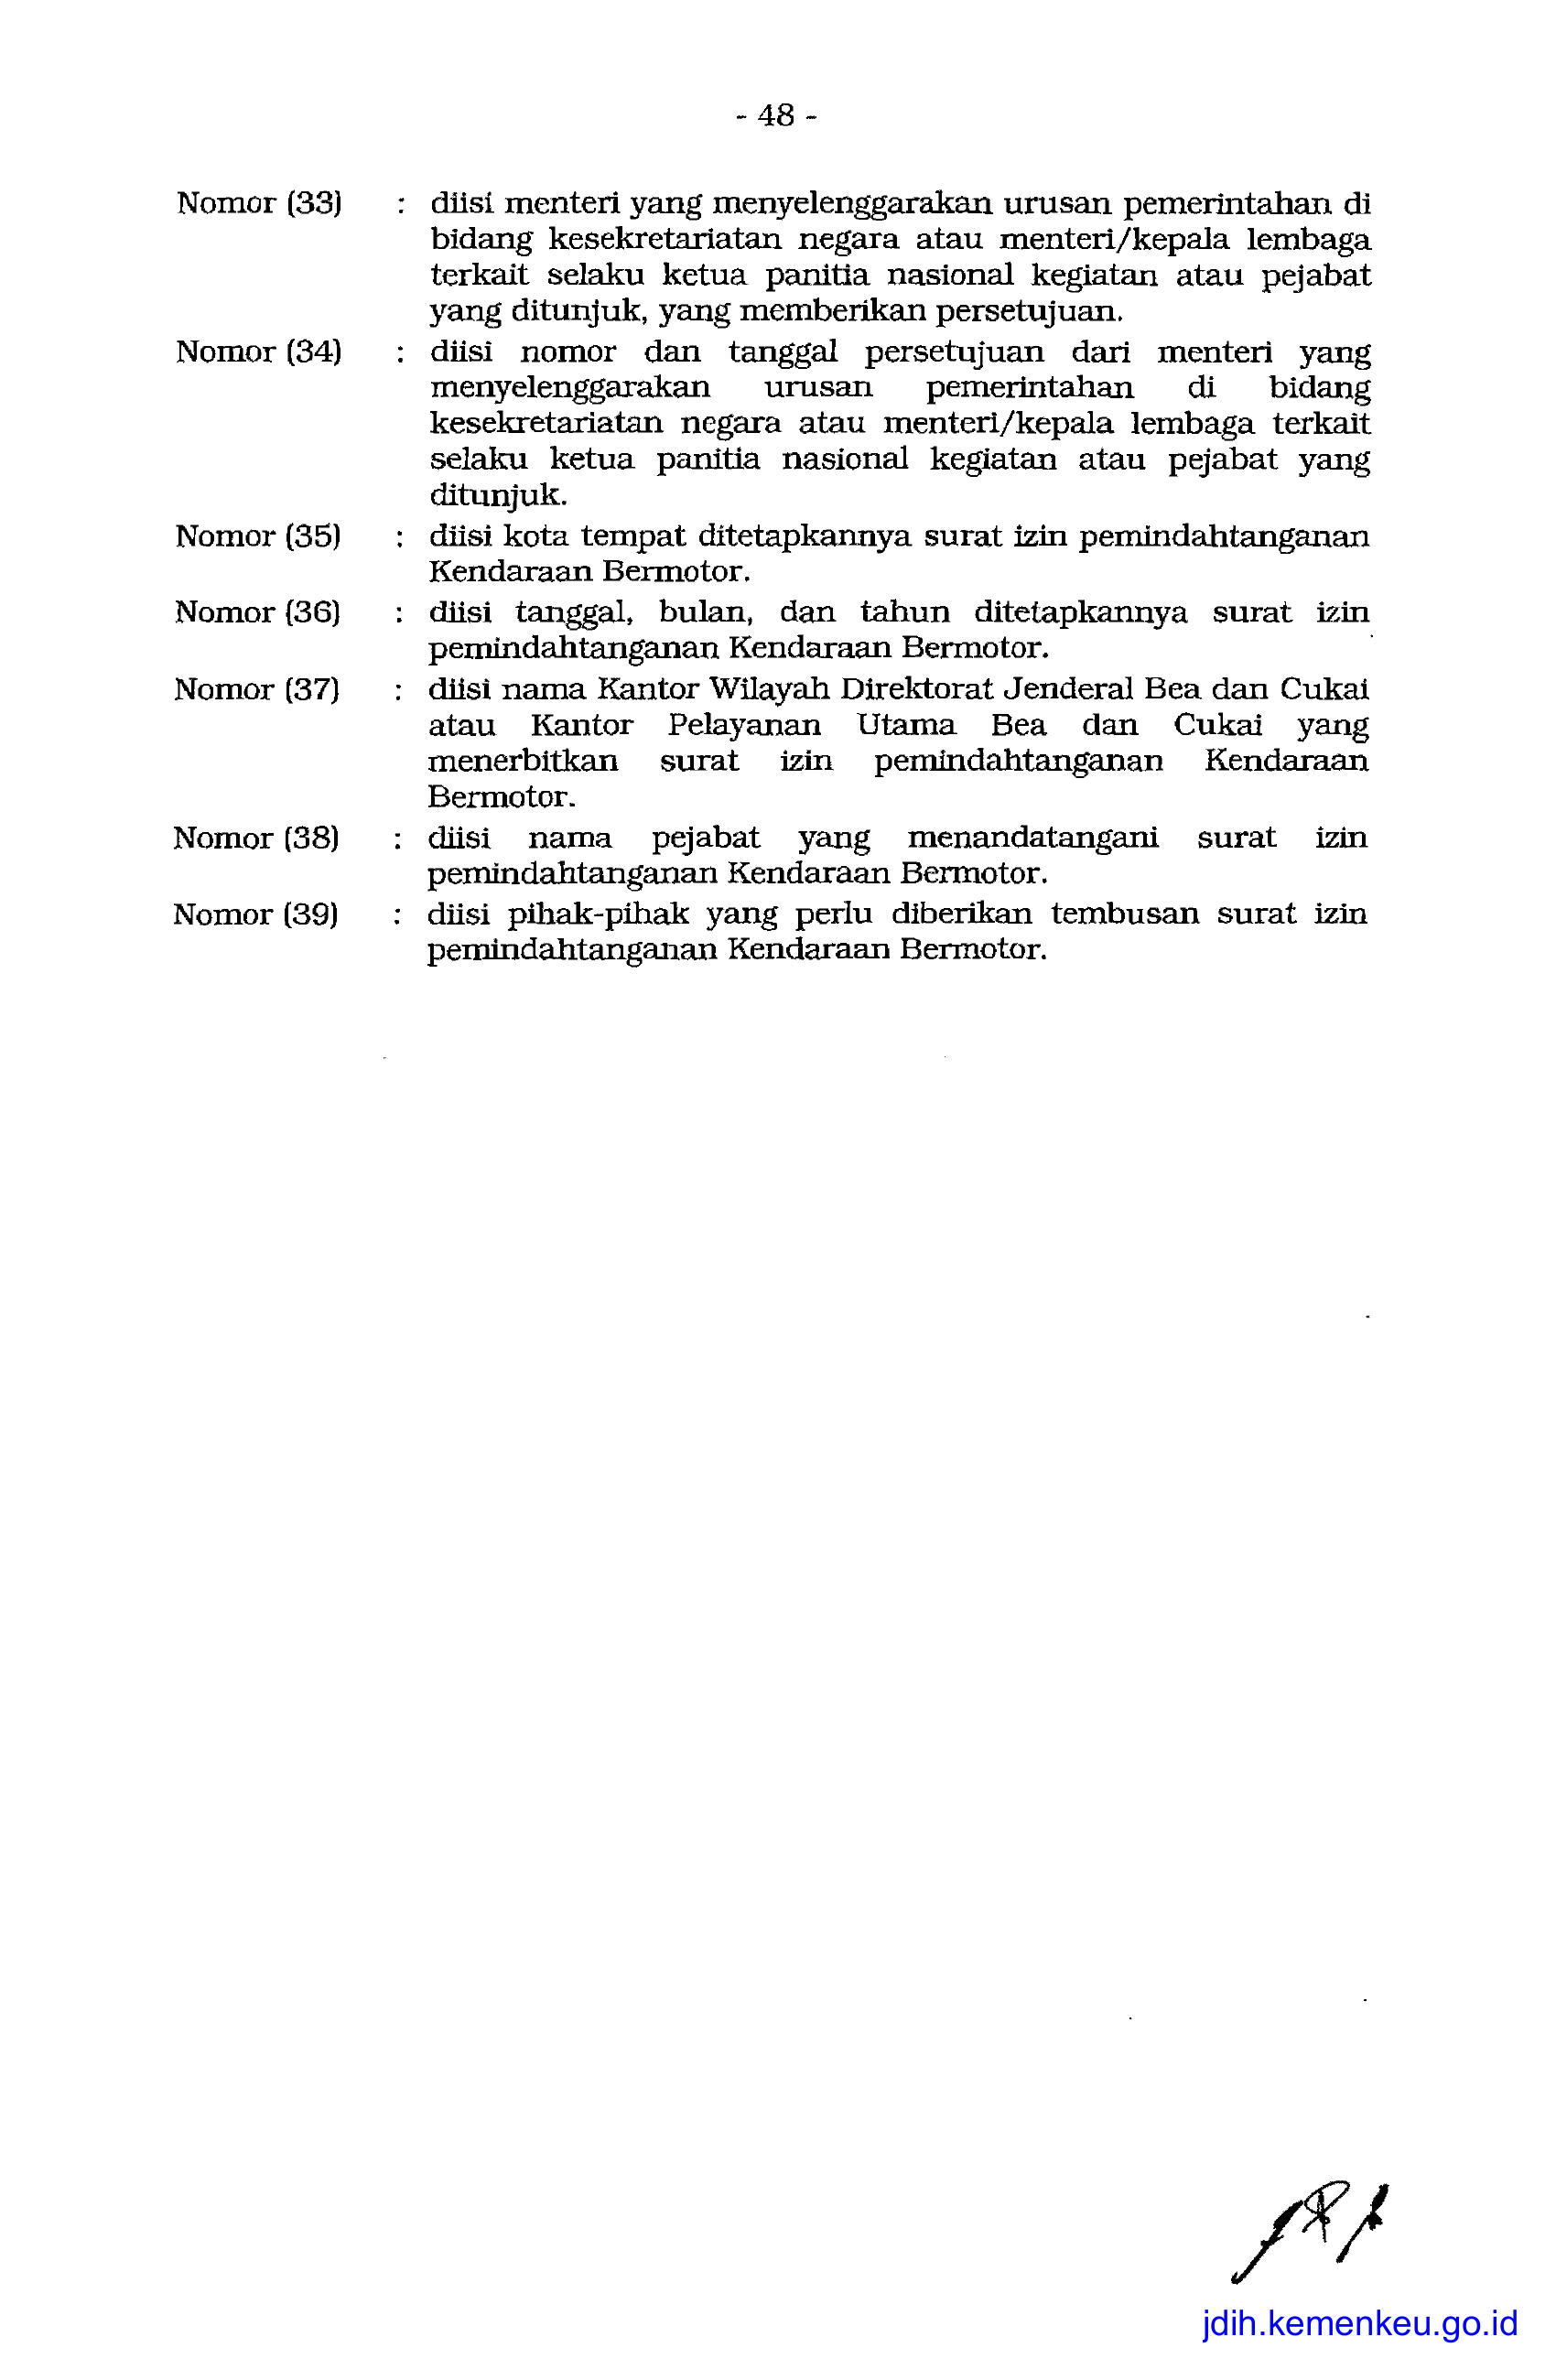 - 48 -
Nomor (33) : diisi menteri yang menyelenggarakan urusan pemerintahan di
bidang kesekretariatan negara atau menteri/kepala lembaga
terkait selaku ketua panitia nasional kegiatan atau pejabat
yang ditunjuk, yang memberikan persetujuan.
Nomor (34) : diisi nomor dan tanggal persetujuan dari menteri yang
menyelenggarakan urusan pemerintahan di bidang
kesekretariatan negara atau menteri/kepala lembaga terkait
selaku ketua panitia nasional kegiatan atau pejabat yang
ditunjuk.
Nomor (35) : diisi kota tempat ditetapkannya surat izin pemindahtanganan
Kendaraan Bermotor.
Nomor (36) : diisi tanggal, bulan, dan tahun ditetapkannya surat izin
pemindahtanganan Kendaraan Bermotor.
Nomor (37) : diisi nama Kantor Wilayah Direktorat Jenderal Bea dan Cukai
atau Kantor Pelayanan Utama Bea dan Cukai yang
menerbitkan surat izin pemindahtanganan Kendaraan
Bermotor.
Nomor (38) : diisi nama pejabat yang menandatangani surat izin
pemindahtanganan Kendaraan Bermotor.
Nomor (39) : diisi pihak-pihak yang perlu diberikan tembusan surat izin
pemindahtanganan Kendaraan Bermotor.
jdih.kemenkeu.go.id